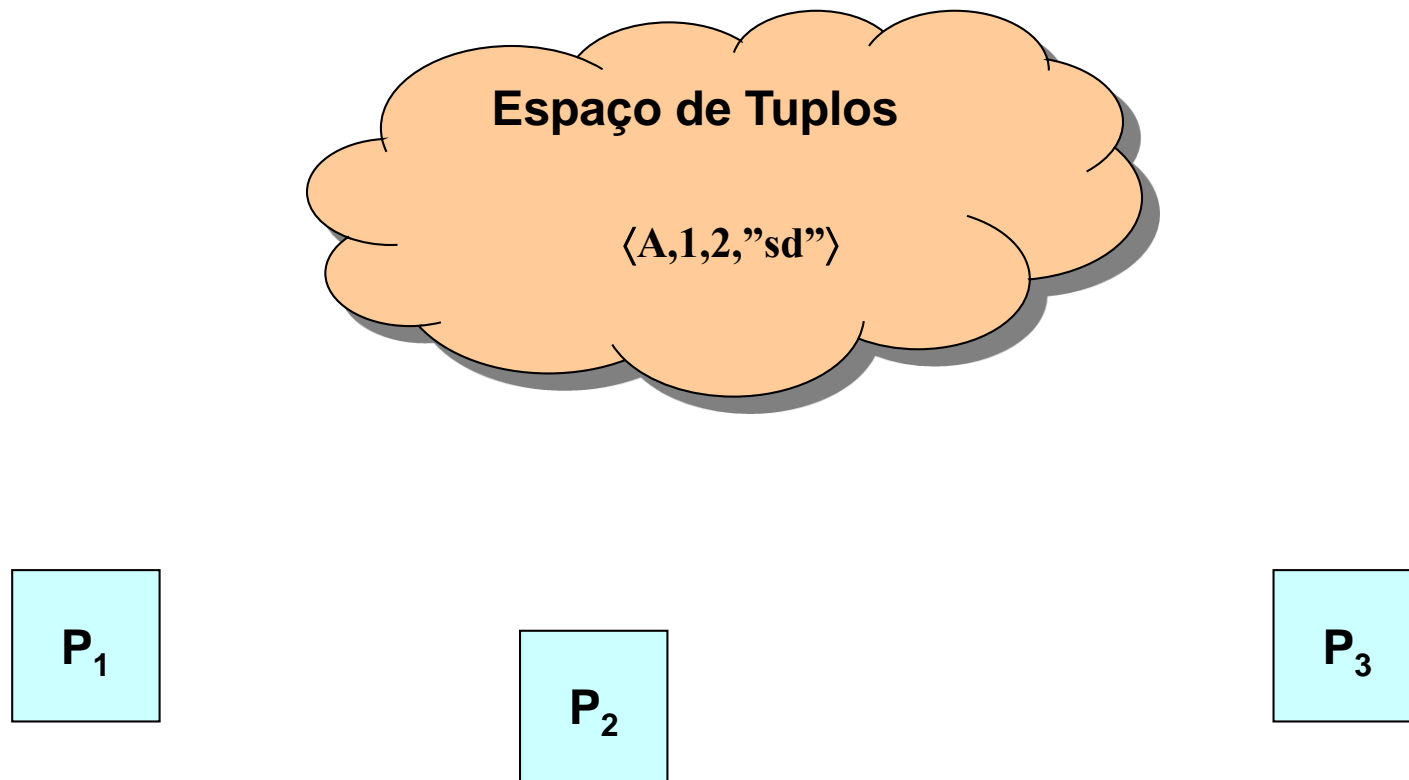 Espaço de Tuplos
⟨A,1,2,”sd”⟩
P₁
P₂
P₃